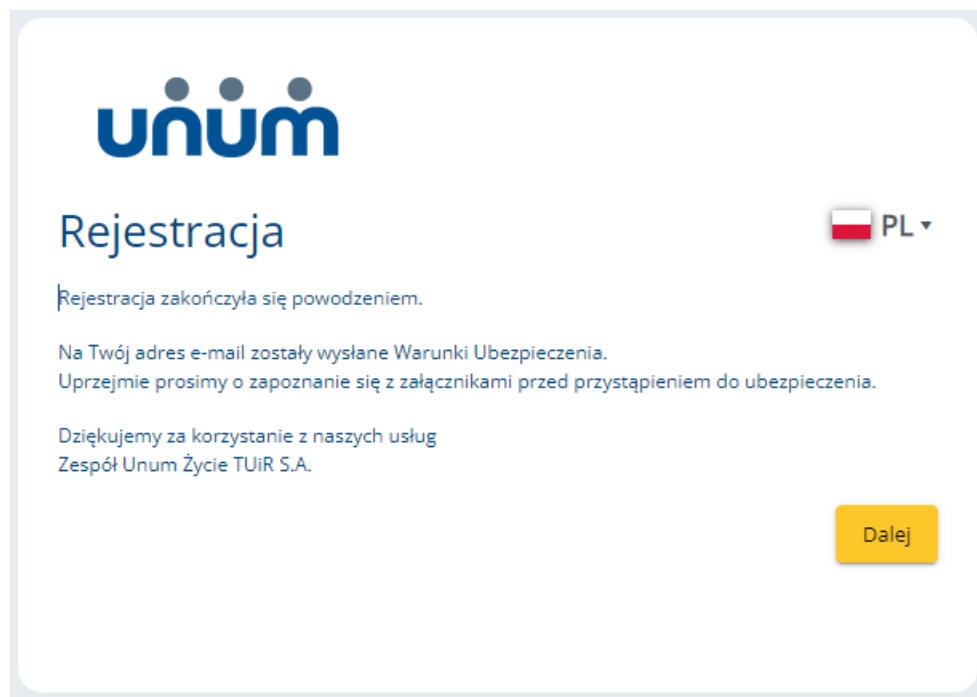 unum
Rejestracja
PL
Rejestracja zakończyła się powodzeniem.
Na Twój adres e-mail zostały wysłane Warunki Ubezpieczenia.
Uprzejmie prosimy o zapoznanie się z załącznikami przed przystąpieniem do ubezpieczenia.
Dziękujemy za korzystanie z naszych usług
Zespół Unum Życie TUiR S.A.
Dalej